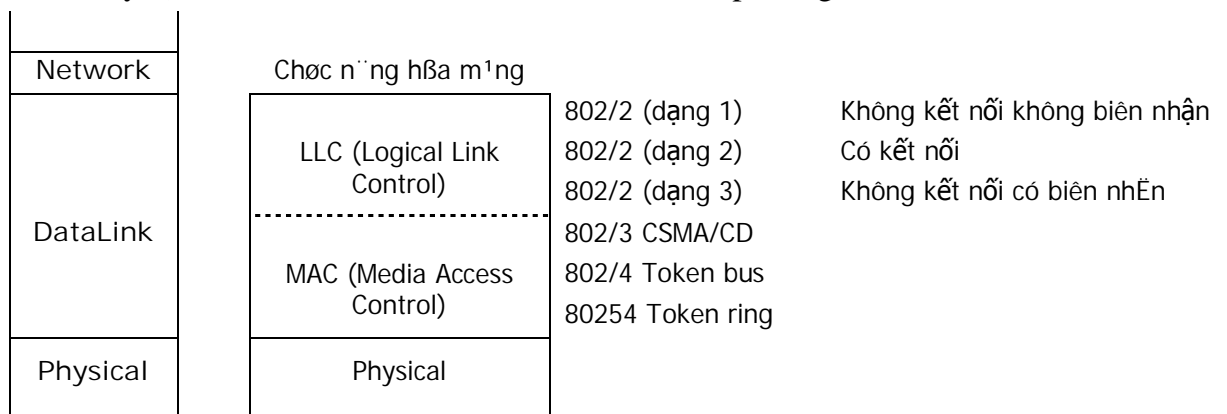 Network Chøc n¨ng hßa m¹ng
802/2 (dạng 1) Không kết nối không biên nhận
LLC (Logical Link 802/2 (dạng 2) Có kết nối
Control) 802/2 (dạng 3) Không kết nối có biên nhËn
DataLink 802/3 CSMA/CD
MAC (Media Access 802/4 Token bus
Control) 80254 Token ring
Physical Physical